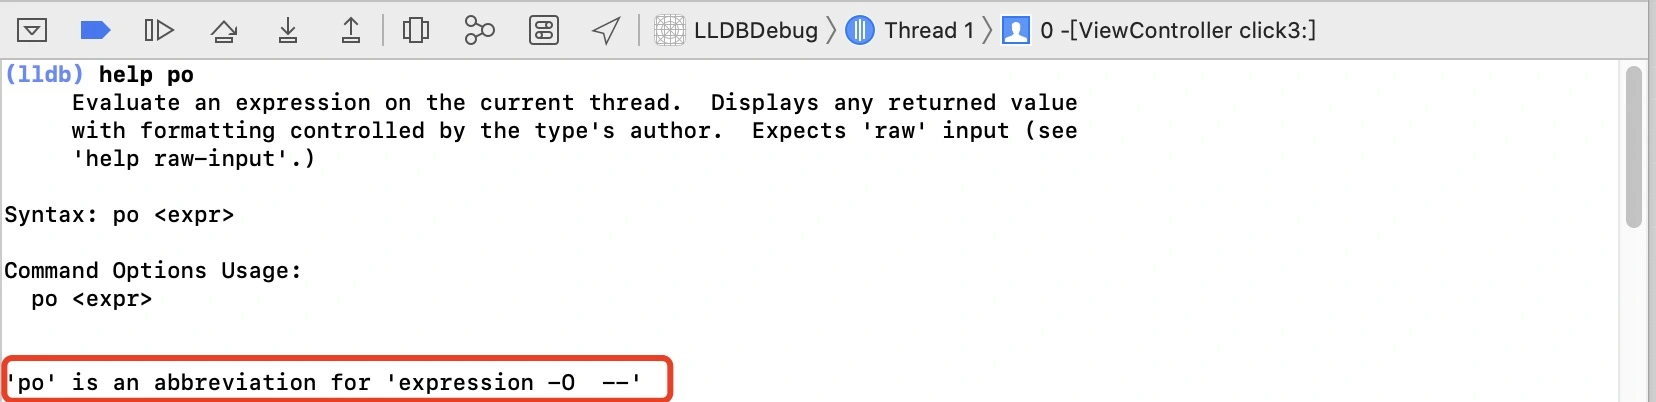 LLDBDebug 〉 Thread 1 〉 0 -[ViewController click3:]
(lldb) help po
Evaluate an expression on the current thread.  Displays any returned value
with formatting controlled by the type's author.  Expects 'raw' input (see
'help raw-input'.)
Syntax: po <expr>
Command Options Usage:
po <expr>
'po' is an abbreviation for 'expression -O  --'